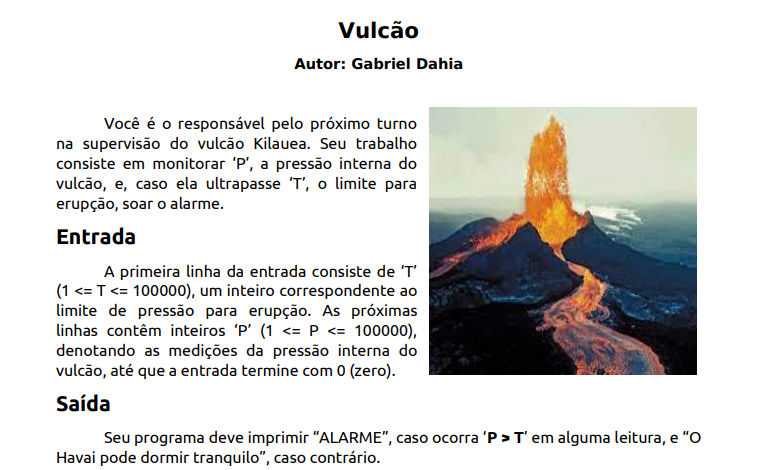 Vulcão
Autor: Gabriel Dahia
Você é o responsável pelo próximo turno
na supervisão do vulcão Kilauea. Seu trabalho
consiste em monitorar ‘P’, a pressão interna do
vulcão, e, caso ela ultrapasse ‘T’, o limite para
erupção, soar o alarme.
Entrada
A primeira linha da entrada consiste de ‘T’
(1 <= T <= 100000), um inteiro correspondente ao
limite de pressão para erupção. As próximas
linhas contêm inteiros ‘P’ (1 <= P <= 100000),
denotando as medições da pressão interna do
vulcão, até que a entrada termine com 0 (zero).
Saída
Seu programa deve imprimir “ALARME”, caso ocorra ‘P > T’ em alguma leitura, e “O
Havai pode dormir tranquilo”, caso contrário.